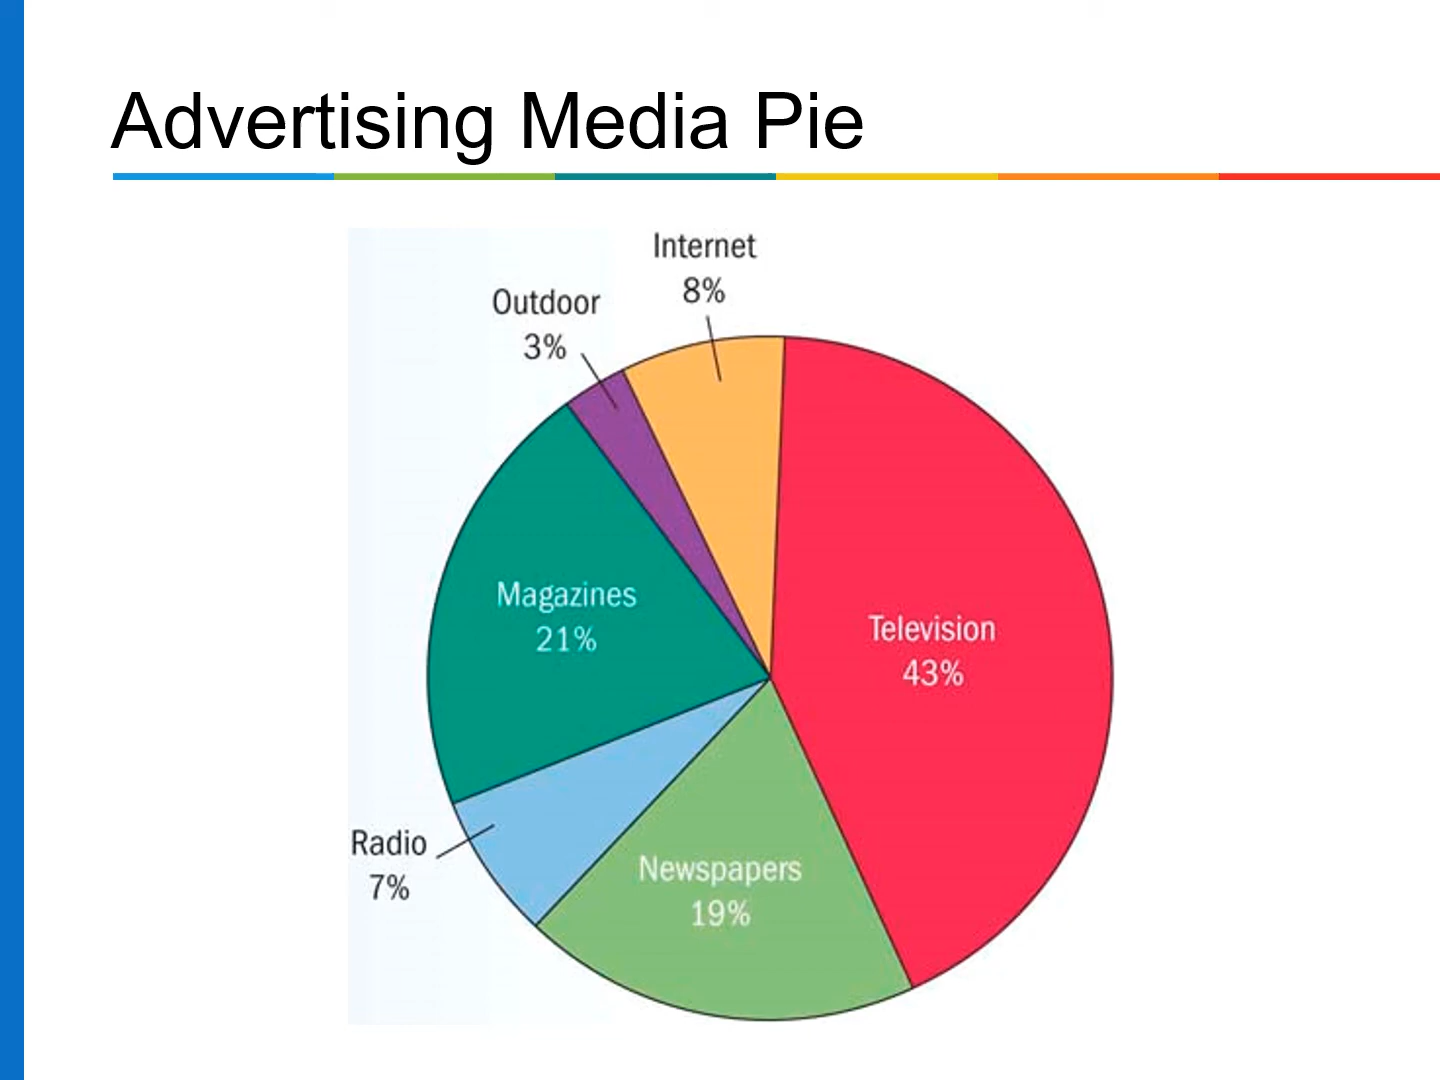 Advertising Media Pie
Internet
8%
Outdoor
3%
Television
43%
Magazines
21%
Radio
7%
Newspapers
19%